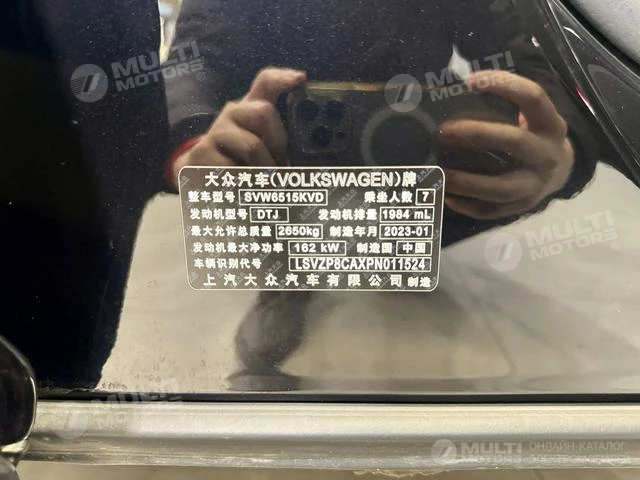 MULTI
MOTORS®
MULTI
MOTORS®
大众汽车(VOLKSWAGEN)牌
整车型号 SVW6515KVD 乘坐人数 7
发动机型号 DTJ 发动机排量 1984 mL
最大允许总质量 2650kg 制造年月 2023-01
发动机最大净功率 162 kW 制造国 中国
车辆识别代号 LSVZP8CAXPN011524
上汽大众汽车有限公司 制造
MULTI
MOTORS®
MULTI
MOTORS
ОНЛАЙН-КАТАЛОГ
ЭЛЕКТРОМОБИЛЕЙ